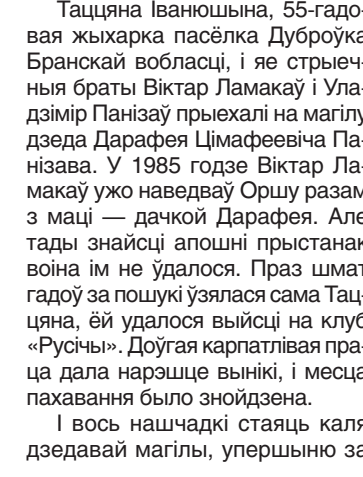 Таццяна Іванюшына, 55-гадо-
вая жыхарка пасёлка Дуброўка
Бранскай вобласці, і яе стрыеч-
ныя браты Віктар Ламакаў і Ула-
дзімір Панізаў прыехалі на магілу
дзеда Дарафея Цімафеевіча Па-
нізава. У 1985 годзе Віктар Ла-
макаў ужо наведваў Оршу разам
з маці — дачкой Дарафея. Але
тады знайсці апошні прыстанак
воіна ім не ўдалося. Праз шмат
гадоў за пошукі ўзялася сама Тац-
цяна, ёй удалося выйсці на клуб
«Русічы». Доўгая карпатлівая пра-
ца дала нарэшце вынікі, і месца
пахавання было знойдзена.
І вось нашчадкі стаяць каля
дзедавай магілы, упершыню за